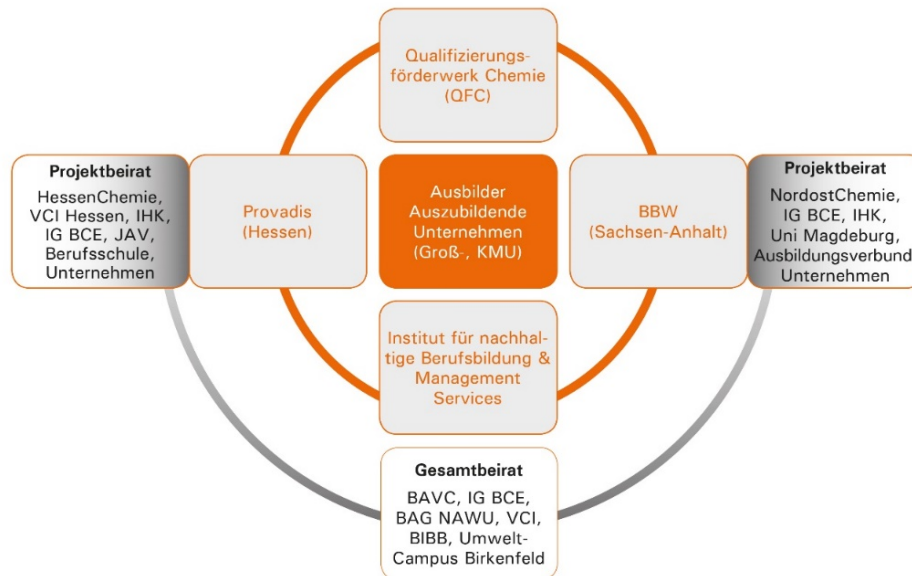 Qualifizierungs-
förderwerk Chemie
(QFC)
Projektbeirat
HessenChemie,
VCI Hessen, IHK,
IG BCE, JAV,
Berufsschule,
Unternehmen
Provadis
(Hessen)
Ausbilder
Auszubildende
Unternehmen
(Groß-, KMU)
BBW
(Sachsen-Anhalt)
Projektbeirat
NordostChemie,
IG BCE, IHK,
Uni Magdeburg,
Ausbildungsverbund
Unternehmen
Institut für nachhal-
tige Berufsbildung &
Management
Services
Gesamtbeirat
BAVC, IG BCE,
BAG NAWU, VCI,
BIBB, Umwelt-
Campus Birkenfeld